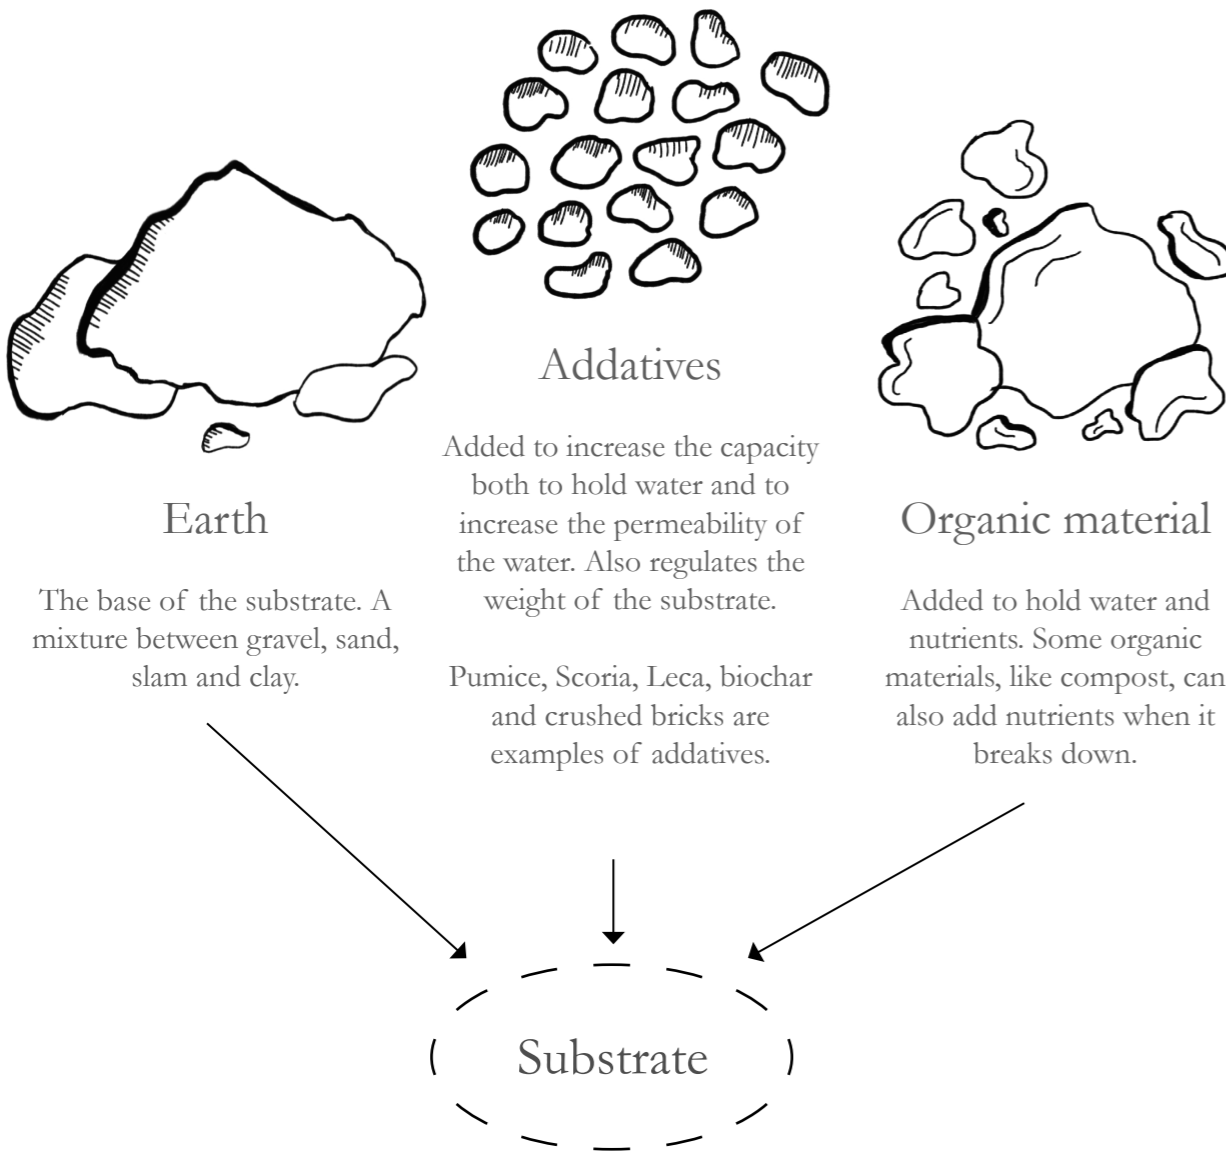 Earth
The base of the substrate. A
mixture between gravel, sand,
slam and clay.
Addatives
Added to increase the capacity
both to hold water and to
increase the permeability of
the water. Also regulates the
weight of the substrate.
Pumice, Scoria, Leca, biochar
and crushed bricks are
examples of addatives.
Organic material
Added to hold water and
nutrients. Some organic
materials, like compost, can
also add nutrients when it
breaks down.
Substrate